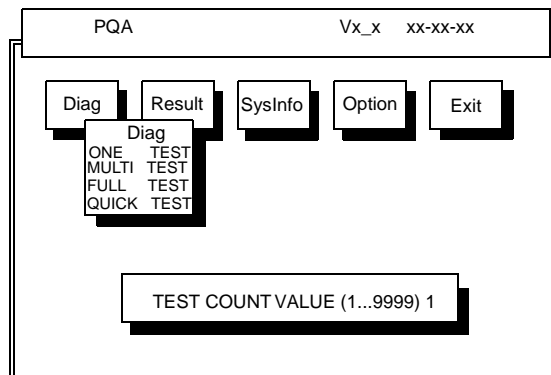 PQA Vx_x xx-xx-xx
Diag Result SysInfo Option Exit
Diag
ONE TEST
MULTI TEST
FULL TEST
QUICK TEST
TEST COUNT VALUE (1...9999) 1